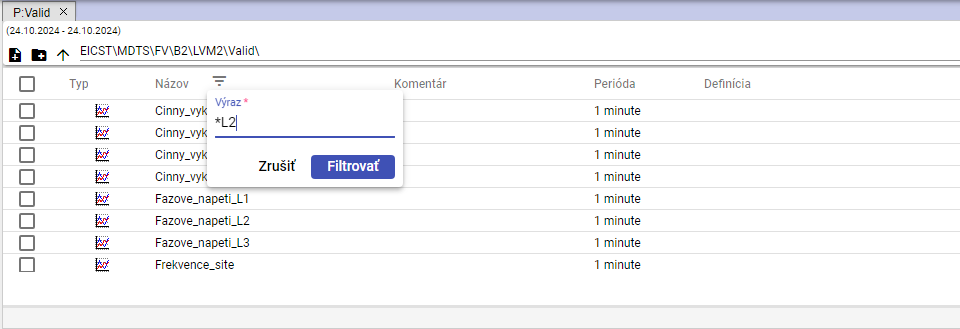 P:Valid
(24.10.2024 - 24.10.2024)
EICST\MDTS\FV\B2\LVM2\Valid\
Typ Názov Komentár Perióda Definícia
Cinny_vyk 1 minute
Cinny_vyk 1 minute
Cinny_vyk 1 minute
Cinny_vyk 1 minute
Výraz *
*L2
Zrušiť Filtrovať
Fazove_napeti_L1 1 minute
Fazove_napeti_L2 1 minute
Fazove_napeti_L3 1 minute
Frekvence_site 1 minute